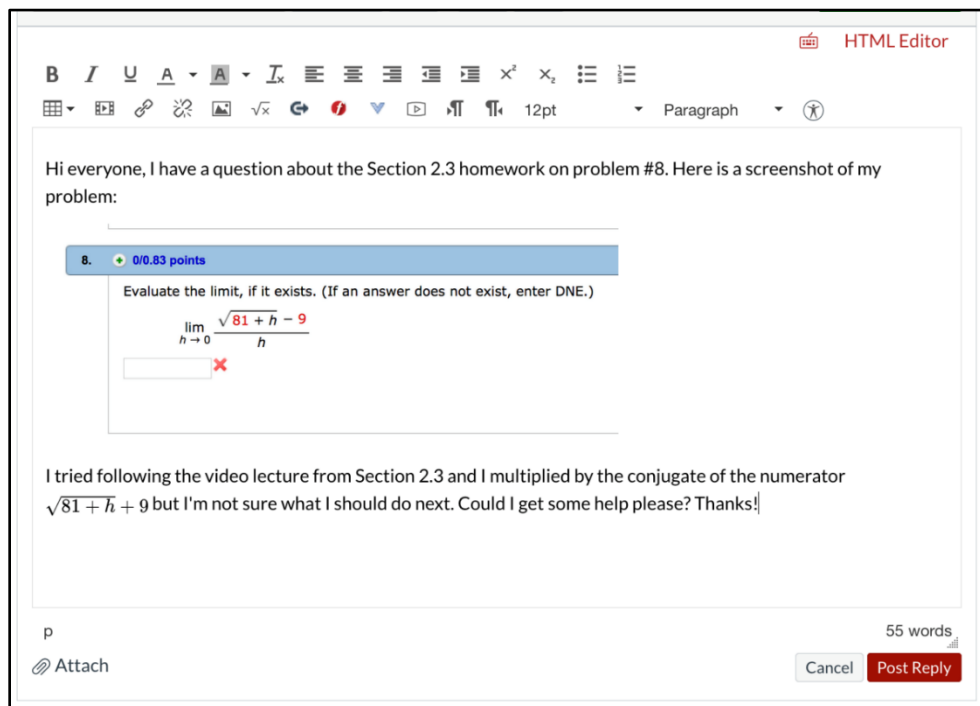 HTML Editor
B I U A A Ix x² x₂
√x 12pt Paragraph
Hi everyone, I have a question about the Section 2.3 homework on problem #8. Here is a screenshot of my
problem:
8. 0/0.83 points
Evaluate the limit, if it exists. (If an answer does not exist, enter DNE.)
lim h → 0 (√(81 + h) − 9) / h
I tried following the video lecture from Section 2.3 and I multiplied by the conjugate of the numerator
√(81 + h) + 9 but I'm not sure what I should do next. Could I get some help please? Thanks!
p 55 words
Attach Cancel Post Reply